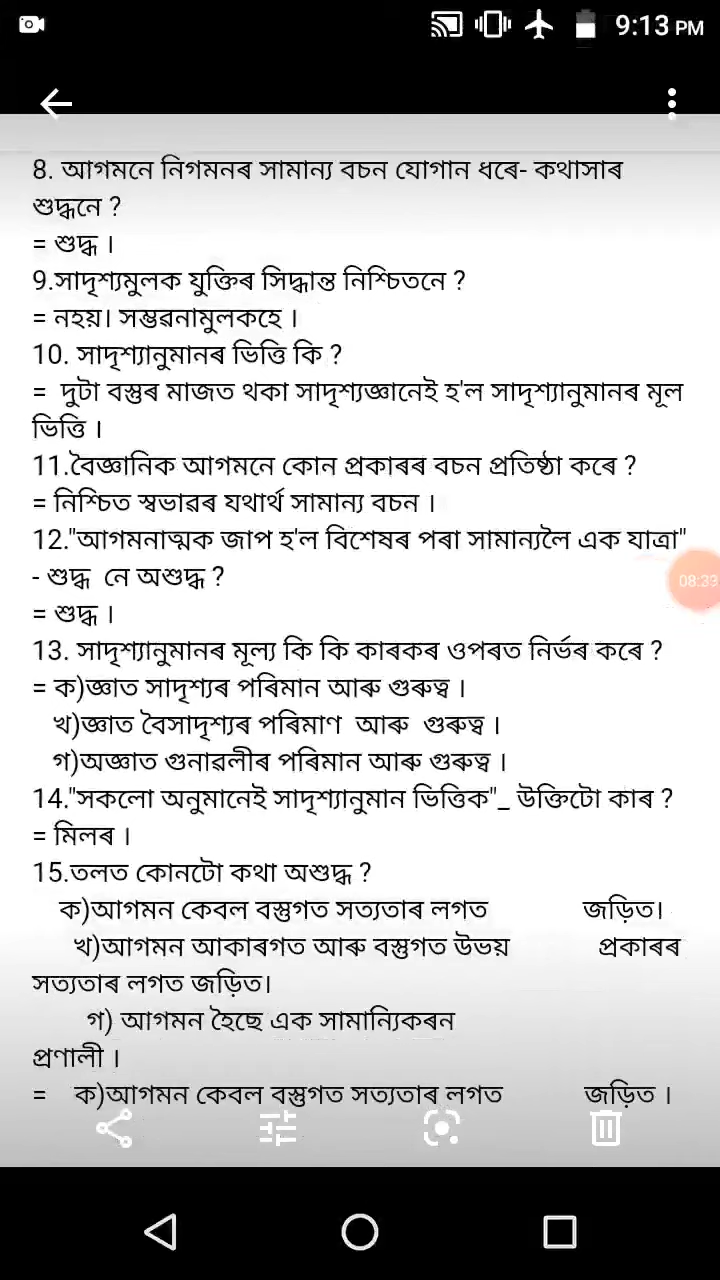 9:13 PM
8. আগমনে নিগমনৰ সামান্য বচন যোগান ধৰে- কথাসাৰ
শুদ্ধনে ?
= শুদ্ধ ।
9.সাদৃশ্যমুলক যুক্তিৰ সিদ্ধান্ত নিশ্চিতনে ?
= নহয়। সম্ভৱনামুলকহে ।
10. সাদৃশ্যানুমানৰ ভিত্তি কি ?
= দুটা বস্তুৰ মাজত থকা সাদৃশ্যজ্ঞানেই হ'ল সাদৃশ্যানুমানৰ মূল
ভিত্তি ।
11.বৈজ্ঞানিক আগমনে কোন প্ৰকাৰৰ বচন প্ৰতিষ্ঠা কৰে ?
= নিশ্চিত স্বভাৱৰ যথাৰ্থ সামান্য বচন ।
12."আগমনাত্মক জাপ হ'ল বিশেষৰ পৰা সামান্যলৈ এক যাত্ৰা"
- শুদ্ধ নে অশুদ্ধ ?
08:33
= শুদ্ধ ।
13. সাদৃশ্যানুমানৰ মূল্য কি কি কাৰকৰ ওপৰত নিৰ্ভৰ কৰে ?
= ক)জ্ঞাত সাদৃশ্যৰ পৰিমান আৰু গুৰুত্ব ।
খ)জ্ঞাত বৈসাদৃশ্যৰ পৰিমাণ আৰু গুৰুত্ব ।
গ)অজ্ঞাত গুনাৱলীৰ পৰিমান আৰু গুৰুত্ব ।
14."সকলো অনুমানেই সাদৃশ্যানুমান ভিত্তিক"_ উক্তিটো কাৰ ?
= মিলৰ ।
15.তলত কোনটো কথা অশুদ্ধ ?
ক)আগমন কেবল বস্তুগত সত্যতাৰ লগত জড়িত।
খ)আগমন আকাৰগত আৰু বস্তুগত উভয় প্ৰকাৰৰ
সত্যতাৰ লগত জড়িত।
গ) আগমন হৈছে এক সামান্যিকৰন
প্ৰণালী ।
= ক)আগমন কেবল বস্তুগত সত্যতাৰ লগত জড়িত ।